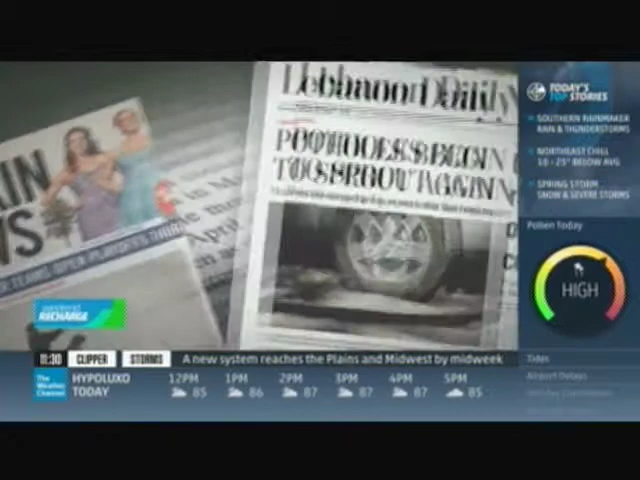 Lebanon Daily
POTHOLES BEGIN
TO SPROUT AGAIN
AIN
WS
TODAY'S
TOP STORIES
SOUTHERN RAINMAKER
RAIN & THUNDERSTORMS
NORTHEAST CHILL
10 - 25° BELOW AVG
SPRING STORM
SNOW & SEVERE STORMS
Pollen Today
HIGH
weekend
RECHARGE
11:30 CLIPPER STORMS A new system reaches the Plains and Midwest by midweek
The Weather Channel
HYPOLUXO
TODAY
12PM 1PM 2PM 3PM 4PM 5PM
85 86 87 87 87 85
Tides
Airport Delays